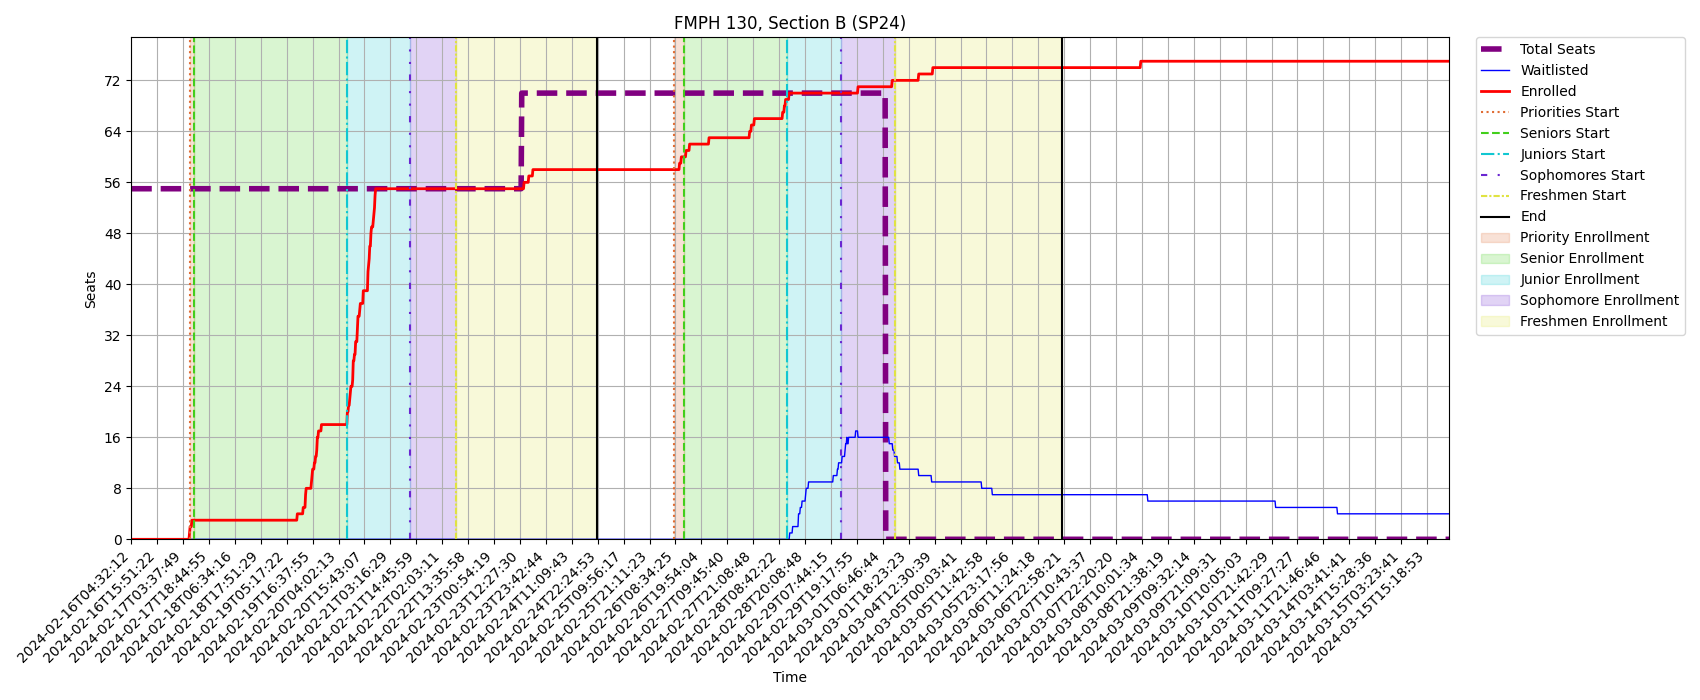 FMPH 130, Section B (SP24)
Seats
72
64
56
48
40
32
24
16
8
0
2024-02-16T04:32:12
2024-02-16T15:51:22
2024-02-17T03:37:49
2024-02-17T18:44:55
2024-02-18T06:34:16
2024-02-18T17:51:29
2024-02-19T05:17:22
2024-02-19T16:37:55
2024-02-20T04:02:13
2024-02-20T15:43:07
2024-02-21T03:16:29
2024-02-21T14:45:59
2024-02-22T02:03:11
2024-02-22T13:35:58
2024-02-23T00:54:19
2024-02-23T12:27:30
2024-02-23T23:42:44
2024-02-24T11:09:43
2024-02-24T22:24:53
2024-02-25T09:56:17
2024-02-25T21:11:23
2024-02-26T08:34:25
2024-02-26T19:54:04
2024-02-27T09:45:40
2024-02-27T21:08:48
2024-02-28T08:42:22
2024-02-28T20:08:48
2024-02-29T07:44:15
2024-02-29T19:17:55
2024-03-01T06:46:44
2024-03-01T18:23:23
2024-03-04T12:30:39
2024-03-05T00:03:41
2024-03-05T11:42:58
2024-03-05T23:17:56
2024-03-06T11:24:18
2024-03-06T22:58:21
2024-03-07T10:43:37
2024-03-07T22:20:20
2024-03-08T10:01:34
2024-03-08T21:38:19
2024-03-09T09:32:14
2024-03-09T21:09:31
2024-03-10T10:05:03
2024-03-10T21:42:29
2024-03-11T09:27:27
2024-03-11T21:46:46
2024-03-14T03:41:41
2024-03-14T15:28:36
2024-03-15T03:23:41
2024-03-15T15:18:53
Time
Total Seats
Waitlisted
Enrolled
Priorities Start
Seniors Start
Juniors Start
Sophomores Start
Freshmen Start
End
Priority Enrollment
Senior Enrollment
Junior Enrollment
Sophomore Enrollment
Freshmen Enrollment